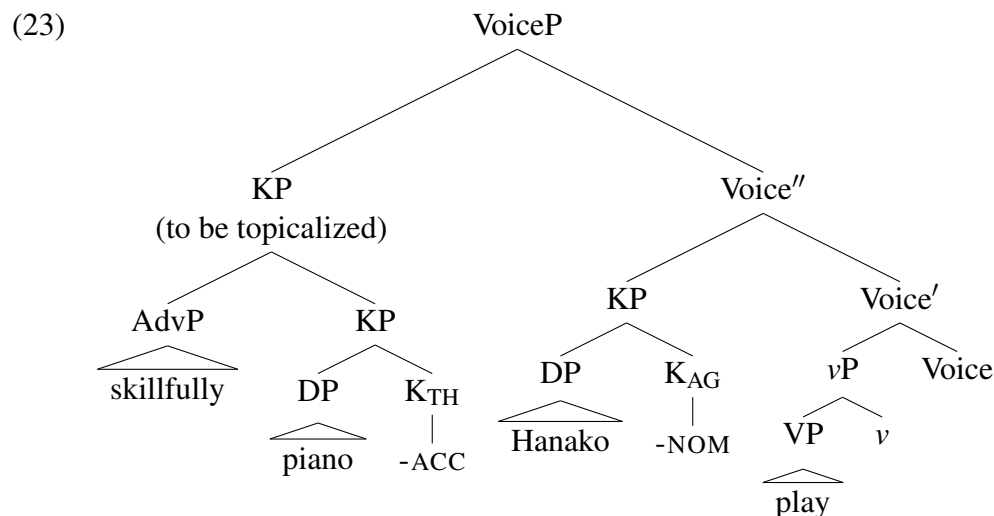 (23) VoiceP
KP Voice″
(to be topicalized)
KP Voice′
AdvP KP
DP K_AG vP Voice
skillfully DP K_TH
Hanako -NOM VP v
piano -ACC
play